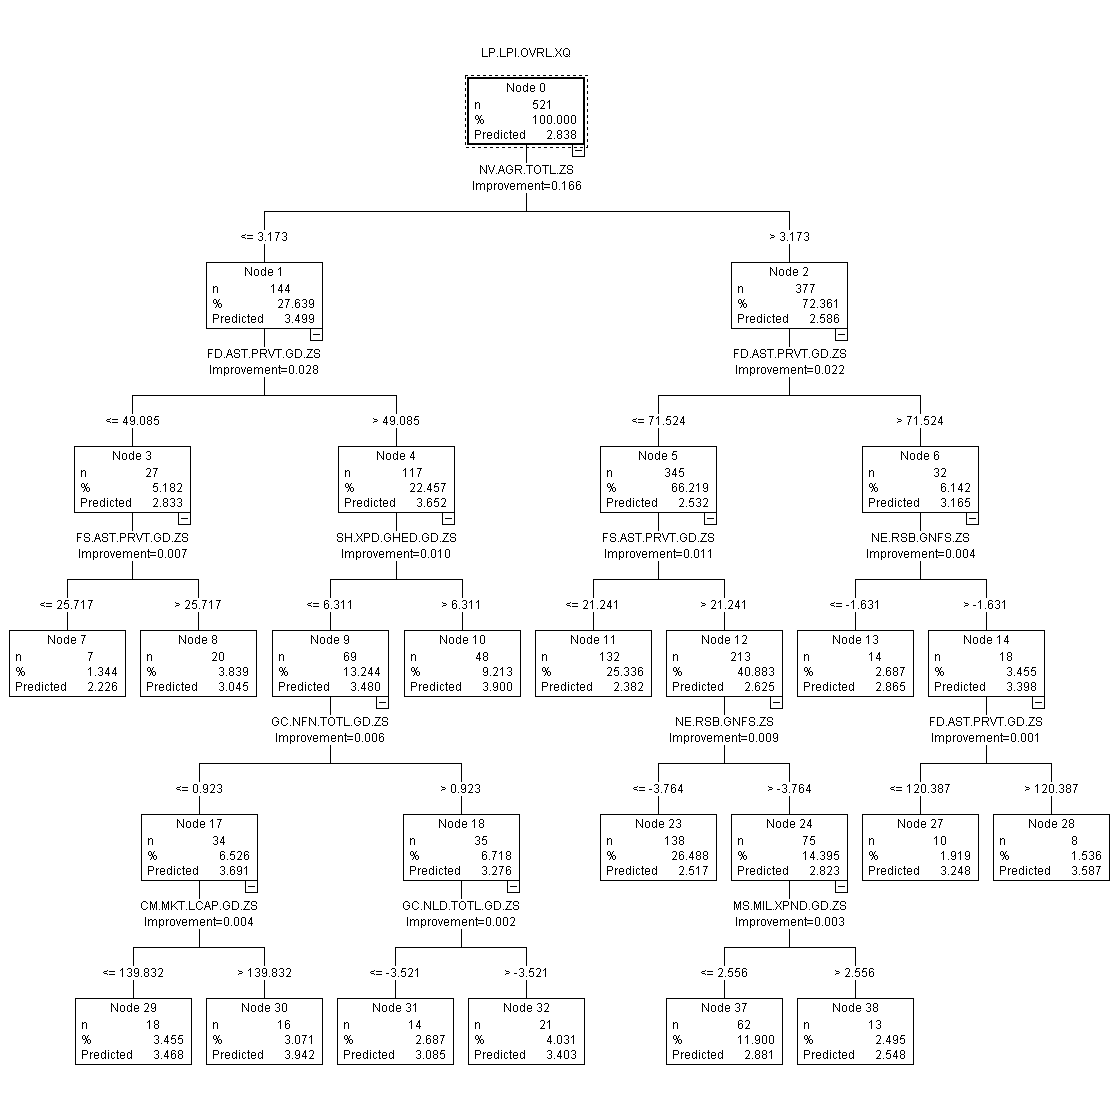 LP.LPI.OVRL.XQ
Node 0
n 521
% 100.000
Predicted 2.838
NV.AGR.TOTL.ZS
Improvement=0.166
<= 3.173
> 3.173
Node 1
n 144
% 27.639
Predicted 3.499
Node 2
n 377
% 72.361
Predicted 2.586
FD.AST.PRVT.GD.ZS
Improvement=0.028
FD.AST.PRVT.GD.ZS
Improvement=0.022
<= 49.085
> 49.085
<= 71.524
> 71.524
Node 3
n 27
% 5.182
Predicted 2.833
Node 4
n 117
% 22.457
Predicted 3.652
Node 5
n 345
% 66.219
Predicted 2.532
Node 6
n 32
% 6.142
Predicted 3.165
FS.AST.PRVT.GD.ZS
Improvement=0.007
SH.XPD.GHED.GD.ZS
Improvement=0.010
FS.AST.PRVT.GD.ZS
Improvement=0.011
NE.RSB.GNFS.ZS
Improvement=0.004
<= 25.717
> 25.717
<= 6.311
> 6.311
<= 21.241
> 21.241
<= -1.631
> -1.631
Node 7
n 7
% 1.344
Predicted 2.226
Node 8
n 20
% 3.839
Predicted 3.045
Node 9
n 69
% 13.244
Predicted 3.480
Node 10
n 48
% 9.213
Predicted 3.900
Node 11
n 132
% 25.336
Predicted 2.382
Node 12
n 213
% 40.883
Predicted 2.625
Node 13
n 14
% 2.687
Predicted 2.865
Node 14
n 18
% 3.455
Predicted 3.398
GC.NFN.TOTL.GD.ZS
Improvement=0.006
NE.RSB.GNFS.ZS
Improvement=0.009
FD.AST.PRVT.GD.ZS
Improvement=0.001
<= 0.923
> 0.923
<= -3.764
> -3.764
<= 120.387
> 120.387
Node 17
n 34
% 6.526
Predicted 3.691
Node 18
n 35
% 6.718
Predicted 3.276
Node 23
n 138
% 26.488
Predicted 2.517
Node 24
n 75
% 14.395
Predicted 2.823
Node 27
n 10
% 1.919
Predicted 3.248
Node 28
n 8
% 1.536
Predicted 3.587
CM.MKT.LCAP.GD.ZS
Improvement=0.004
GC.NLD.TOTL.GD.ZS
Improvement=0.002
MS.MIL.XPND.GD.ZS
Improvement=0.003
<= 139.832
> 139.832
<= -3.521
> -3.521
<= 2.556
> 2.556
Node 29
n 18
% 3.455
Predicted 3.468
Node 30
n 16
% 3.071
Predicted 3.942
Node 31
n 14
% 2.687
Predicted 3.085
Node 32
n 21
% 4.031
Predicted 3.403
Node 37
n 62
% 11.900
Predicted 2.881
Node 38
n 13
% 2.495
Predicted 2.548